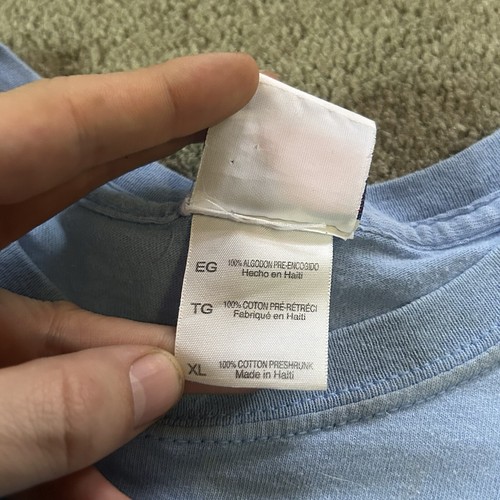 EG 100% ALGODON PRE-ENCOGIDO
Hecho en Haiti
TG 100% COTON PRÉ-RÉTRÉCI
Fabriqué en Haiti
XL 100% COTTON PRESHRUNK
Made in Haiti